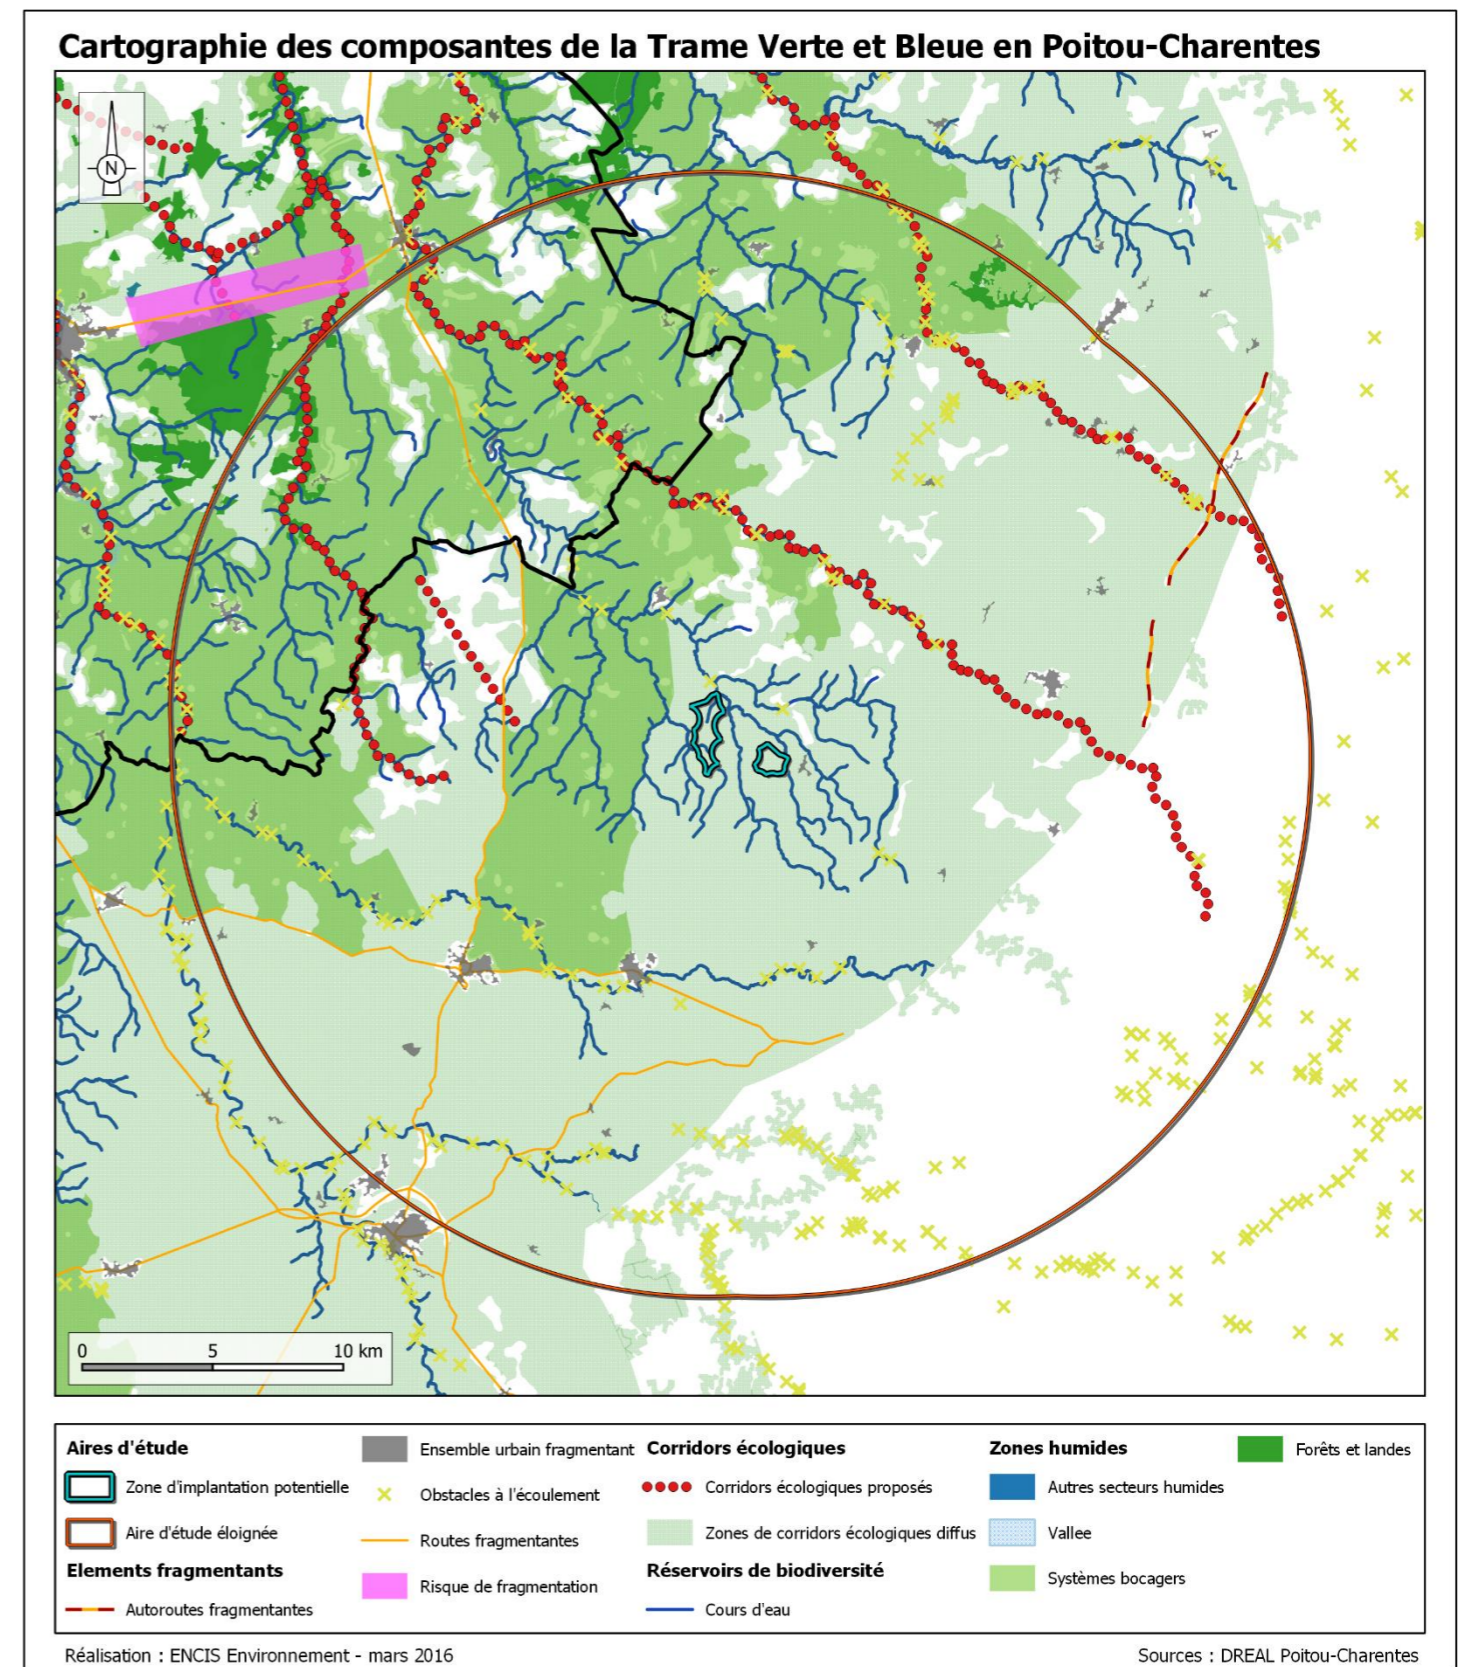 Cartographie des composantes de la Trame Verte et Bleue en Poitou-Charentes
N
0 5 10 km
Aires d'étude
Zone d'implantation potentielle
Aire d'étude éloignée
Elements fragmentants
Autoroutes fragmentantes
Ensemble urbain fragmentant
Obstacles à l'écoulement
Routes fragmentantes
Risque de fragmentation
Corridors écologiques
Corridors écologiques proposés
Zones de corridors écologiques diffus
Réservoirs de biodiversité
Cours d'eau
Zones humides
Autres secteurs humides
Vallee
Systèmes bocagers
Forêts et landes
Réalisation : ENCIS Environnement - mars 2016
Sources : DREAL Poitou-Charentes